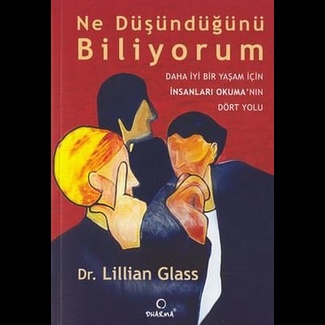 Ne Düşündüğünü
Biliyorum
DAHA İYİ BİR YAŞAM İÇİN
İNSANLARI OKUMA'NIN
DÖRT YOLU
Dr. Lillian Glass
DHARMA